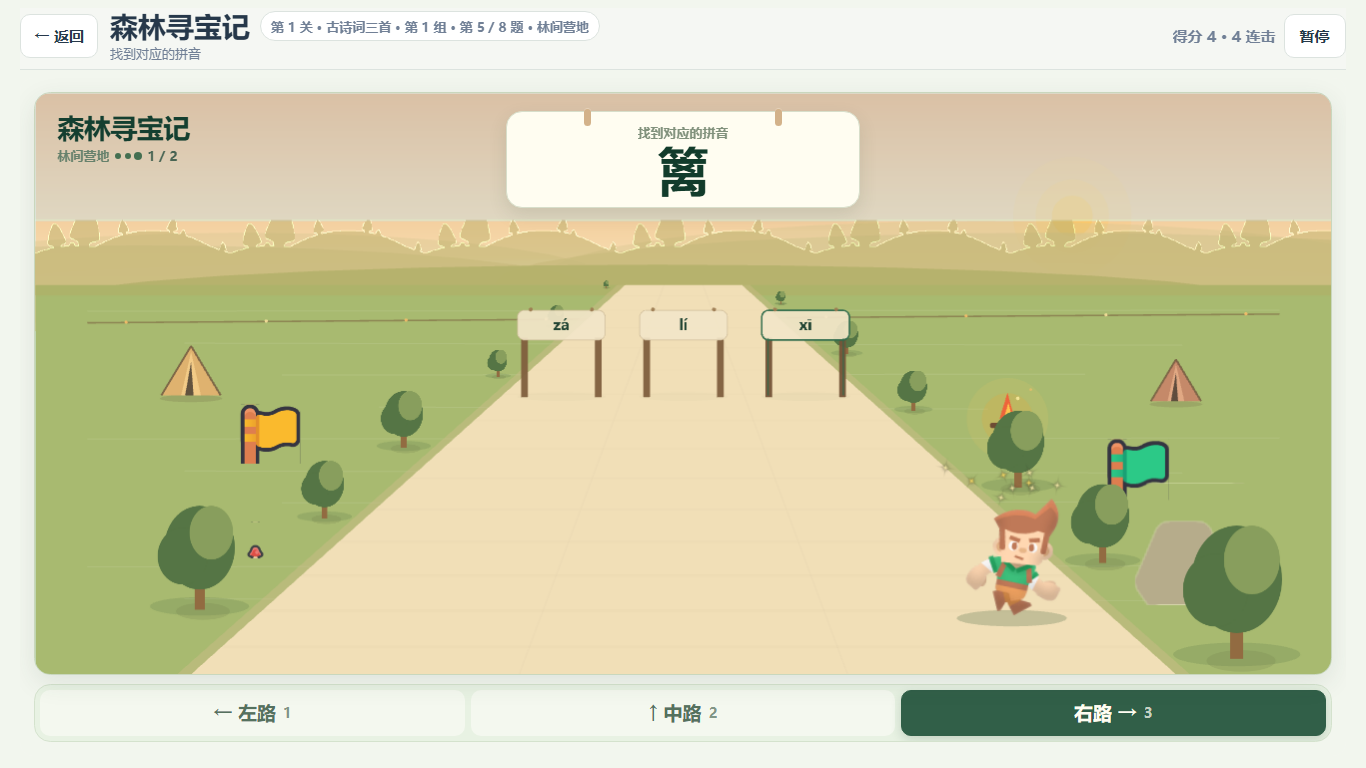 ← 返回
森林寻宝记
第 1 关 • 古诗词三首 • 第 1 组 • 第 5 / 8 题 • 林间营地
找到对应的拼音
得分 4 • 4 连击
暂停
森林寻宝记
林间营地 ●●● 1 / 2
找到对应的拼音
篱
zá
lí
xī
← 左路 1
↑ 中路 2
右路 → 3